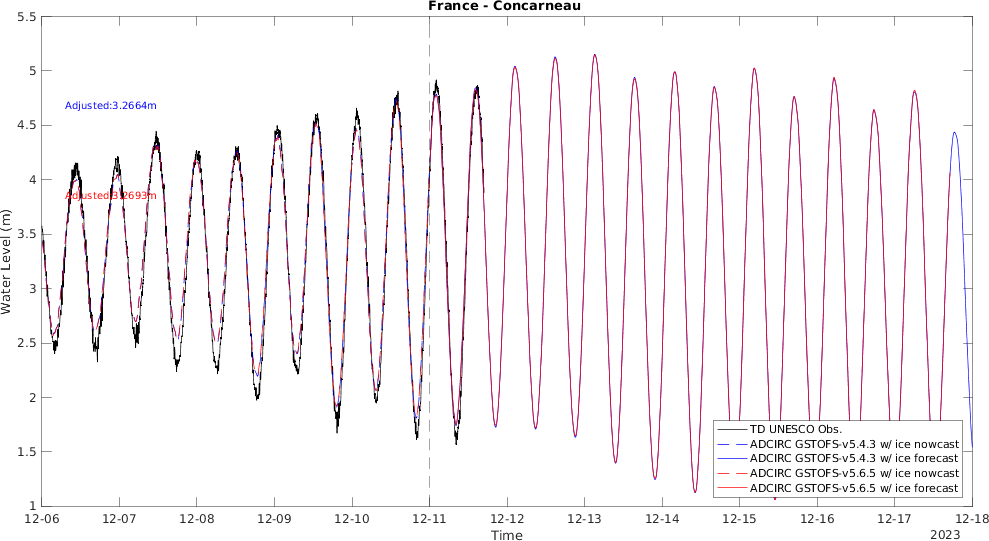 France - Concarneau
5.5
5
4.5
4
3.5
3
2.5
2
1.5
1
Water Level (m)
Adjusted:3.2664m
Adjusted:3.2693m
TD UNESCO Obs.
ADCIRC GSTOFS-v5.4.3 w/ ice nowcast
ADCIRC GSTOFS-v5.4.3 w/ ice forecast
ADCIRC GSTOFS-v5.6.5 w/ ice nowcast
ADCIRC GSTOFS-v5.6.5 w/ ice forecast
12-06 12-07 12-08 12-09 12-10 12-11 12-12 12-13 12-14 12-15 12-16 12-17 12-18
Time
2023